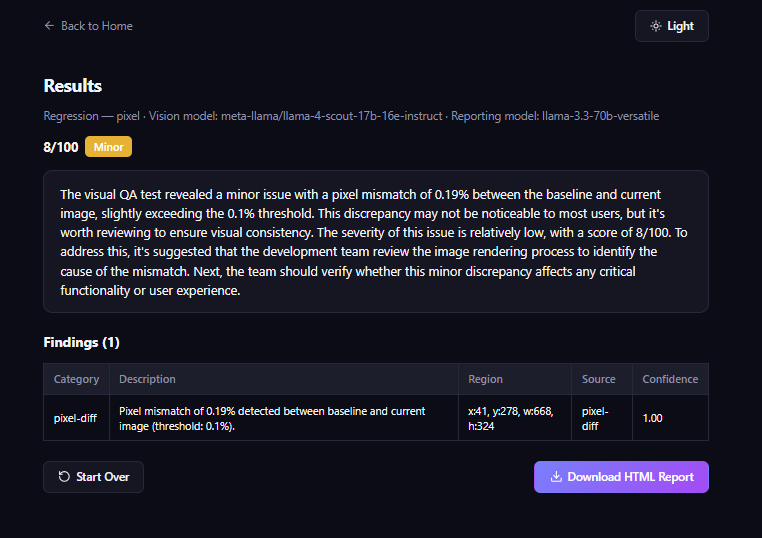 Back to Home
Light
Results
Regression — pixel · Vision model: meta-llama/llama-4-scout-17b-16e-instruct · Reporting model: llama-3.3-70b-versatile
8/100 Minor
The visual QA test revealed a minor issue with a pixel mismatch of 0.19% between the baseline and current
image, slightly exceeding the 0.1% threshold. This discrepancy may not be noticeable to most users, but it's
worth reviewing to ensure visual consistency. The severity of this issue is relatively low, with a score of 8/100. To
address this, it's suggested that the development team review the image rendering process to identify the
cause of the mismatch. Next, the team should verify whether this minor discrepancy affects any critical
functionality or user experience.
Findings (1)
Category Description Region Source Confidence
pixel-diff
Pixel mismatch of 0.19% detected between baseline and current
image (threshold: 0.1%).
x:41, y:278, w:668,
h:324
pixel-
diff
1.00
Start Over
Download HTML Report